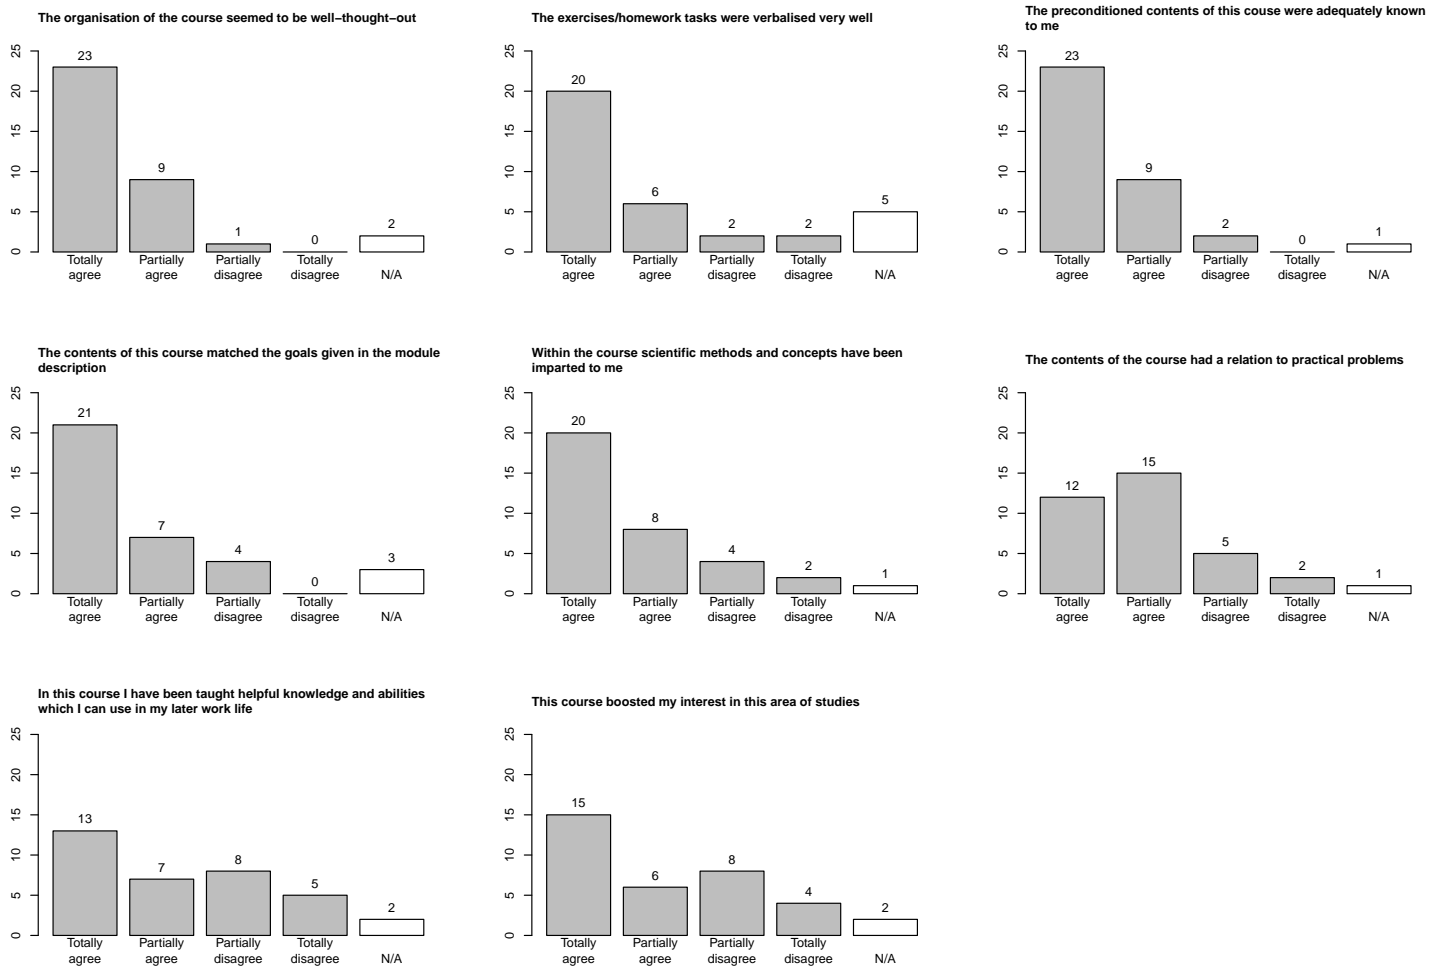 The organisation of the course seemed to be well−thought−out
25
20
15
10
5
0
23
9
1
0
2
Totally
agree
Partially
agree
Partially
disagree
Totally
disagree
N/A
The exercises/homework tasks were verbalised very well
25
20
15
10
5
0
20
6
2
2
5
Totally
agree
Partially
agree
Partially
disagree
Totally
disagree
N/A
The preconditioned contents of this couse were adequately known
to me
25
20
15
10
5
0
23
9
2
0
1
Totally
agree
Partially
agree
Partially
disagree
Totally
disagree
N/A
The contents of this course matched the goals given in the module
description
25
20
15
10
5
0
21
7
4
0
3
Totally
agree
Partially
agree
Partially
disagree
Totally
disagree
N/A
Within the course scientific methods and concepts have been
imparted to me
25
20
15
10
5
0
20
8
4
2
1
Totally
agree
Partially
agree
Partially
disagree
Totally
disagree
N/A
The contents of the course had a relation to practical problems
25
20
15
10
5
0
12
15
5
2
1
Totally
agree
Partially
agree
Partially
disagree
Totally
disagree
N/A
In this course I have been taught helpful knowledge and abilities
which I can use in my later work life
25
20
15
10
5
0
13
7
8
5
2
Totally
agree
Partially
agree
Partially
disagree
Totally
disagree
N/A
This course boosted my interest in this area of studies
25
20
15
10
5
0
15
6
8
4
2
Totally
agree
Partially
agree
Partially
disagree
Totally
disagree
N/A